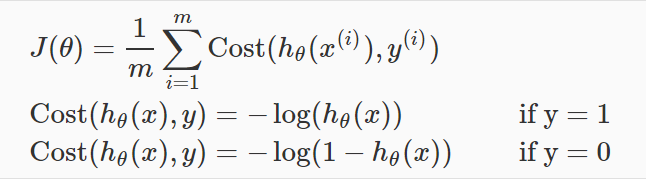 J(θ) = 1/m ∑_{i=1}^{m} Cost(h_θ(x^{(i)}), y^{(i)})
Cost(h_θ(x), y) = − log(h_θ(x)) if y = 1
Cost(h_θ(x), y) = − log(1 − h_θ(x)) if y = 0